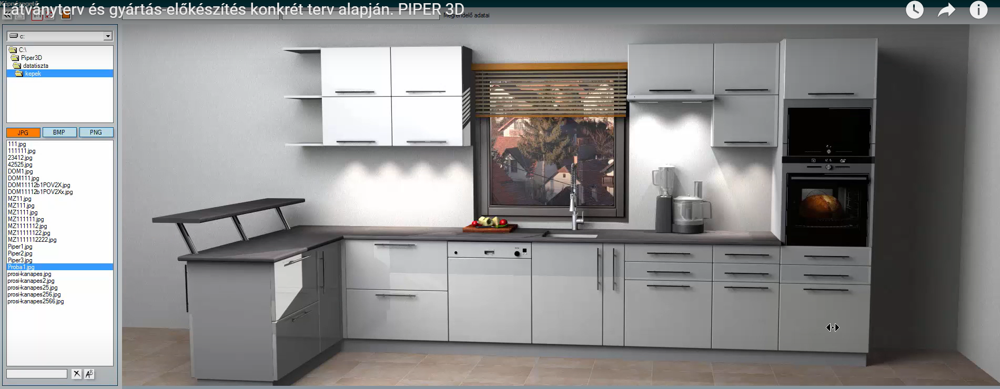 Képnézegető
Látványterv és gyártás-előkészítés konkrét terv alapján. PIPER 3D
Megrendelő adatai
c:
C:\
Piper3D
datatiszta
kepek
JPG BMP PNG
111.jpg
111111.jpg
23412.jpg
42525.jpg
DOM1.jpg
DOM111.jpg
DOM11112b1POV2X.jpg
DOM11112b1POV2Xx.jpg
MZ11.jpg
MZ111.jpg
MZ1111.jpg
MZ111111.jpg
MZ1111112.jpg
MZ11111122.jpg
MZ1111112222.jpg
Piper1.jpg
Piper2.jpg
Piper3.jpg
Proba1.jpg
prosi-kanapes.jpg
prosi-kanapes2.jpg
prosi-kanapes25.jpg
prosi-kanapes256.jpg
prosi-kanapes2566.jpg